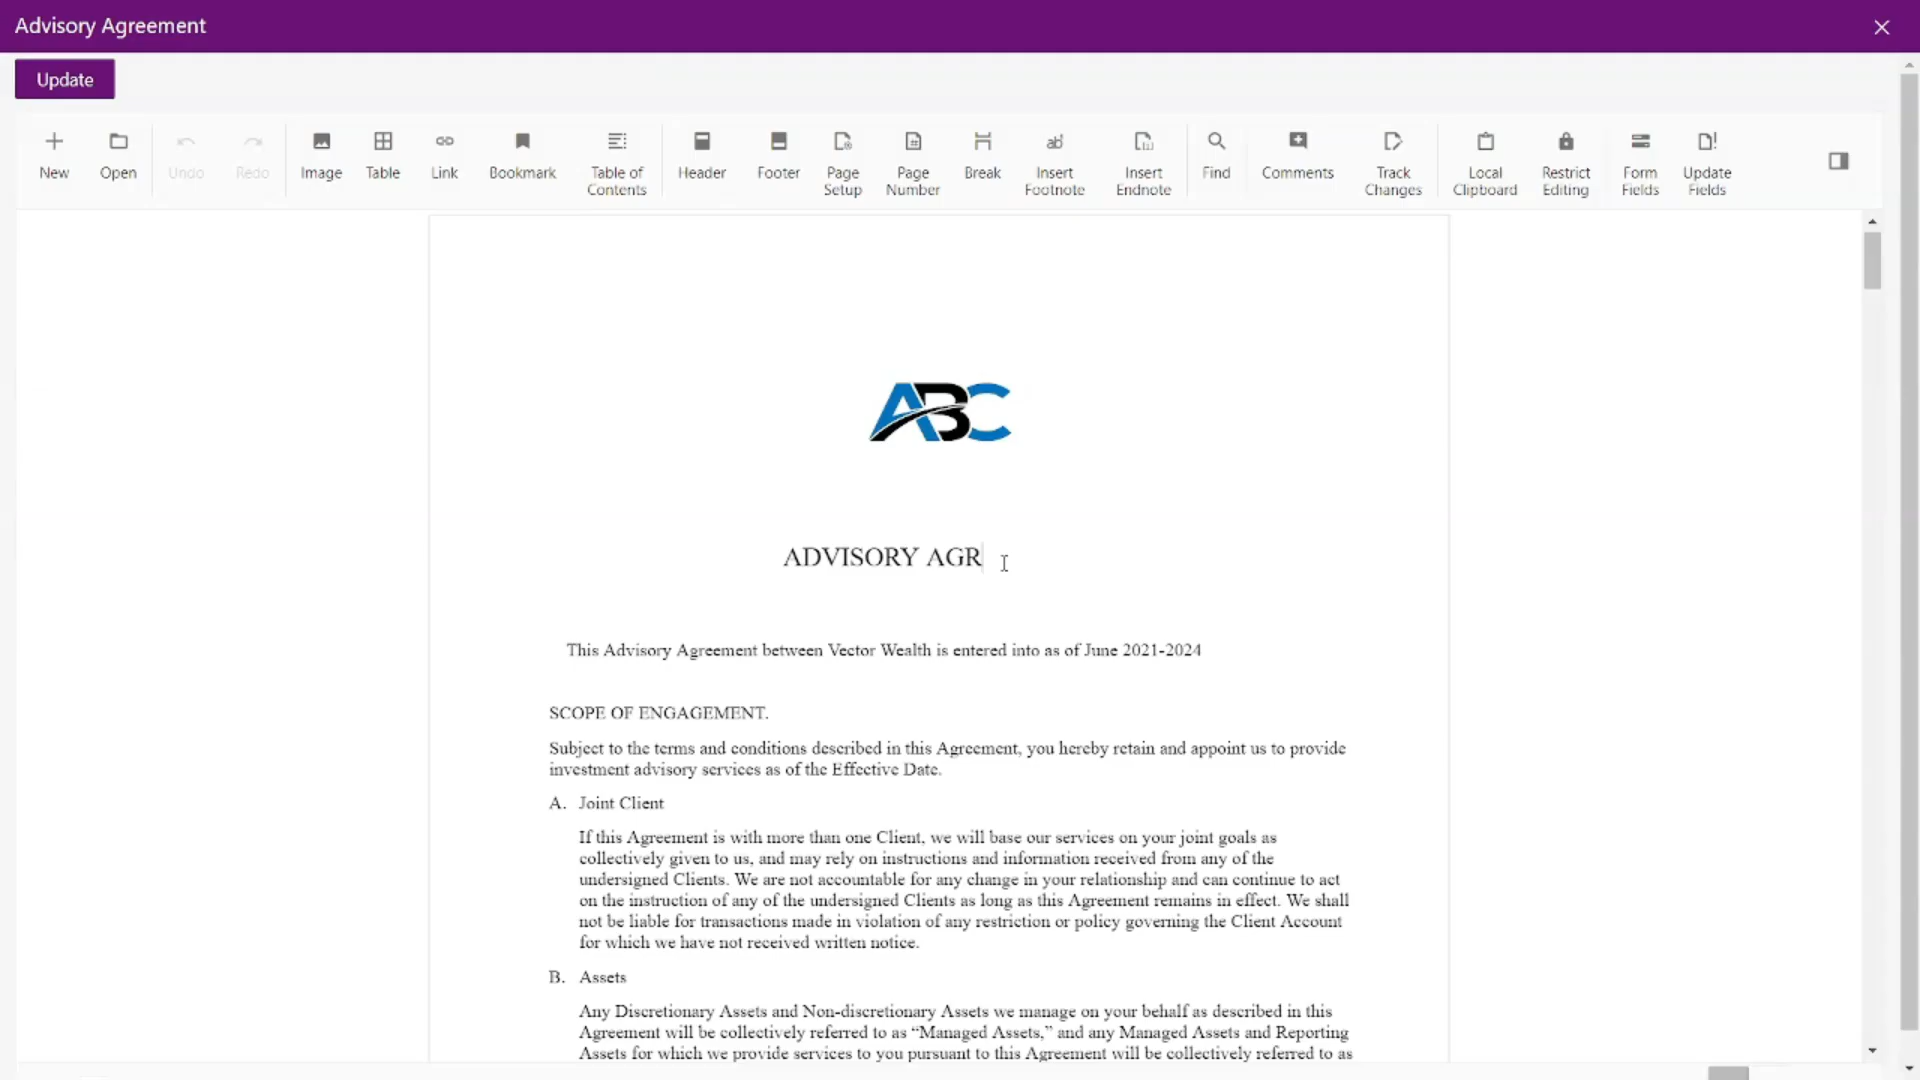 Advisory Agreement
Update
New
Open
Undo
Redo
Image
Table
Link
Bookmark
Table of
Contents
Header
Footer
Page
Setup
Page
Number
Break
Insert
Footnote
Insert
Endnote
Find
Comments
Track
Changes
Local
Clipboard
Restrict
Editing
Form
Fields
Update
Fields
ABC
ADVISORY AGR
This Advisory Agreement between Vector Wealth is entered into as of June 2021-2024
SCOPE OF ENGAGEMENT.
Subject to the terms and conditions described in this Agreement, you hereby retain and appoint us to provide
investment advisory services as of the Effective Date.
A. Joint Client
If this Agreement is with more than one Client, we will base our services on your joint goals as
collectively given to us, and may rely on instructions and information received from any of the
undersigned Clients. We are not accountable for any change in your relationship and can continue to act
on the instruction of any of the undersigned Clients as long as this Agreement remains in effect. We shall
not be liable for transactions made in violation of any restriction or policy governing the Client Account
for which we have not received written notice.
B. Assets
Any Discretionary Assets and Non-discretionary Assets we manage on your behalf as described in this
Agreement will be collectively referred to as “Managed Assets,” and any Managed Assets and Reporting
Assets for which we provide services to you pursuant to this Agreement will be collectively referred to as